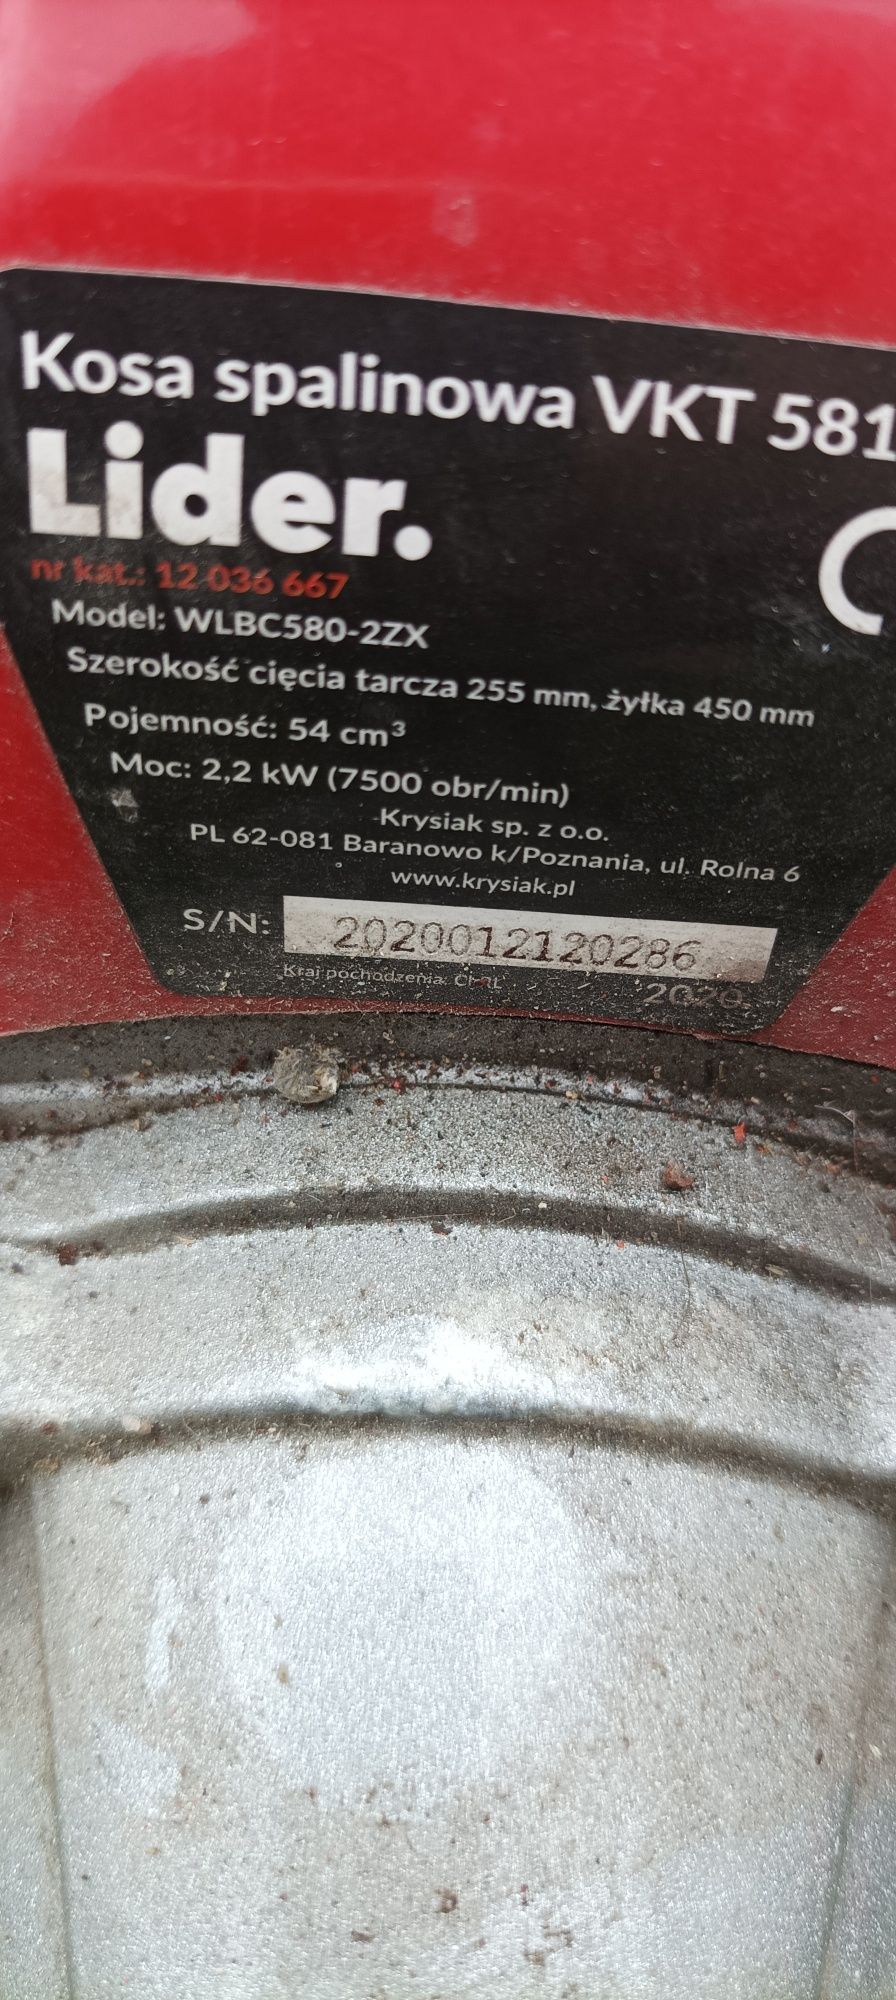 Kosa spalinowa VKT 581
Lider.
nr kat.: 12 036 667
Model: WLBC580-2ZX
Szerokość cięcia tarcza 255 mm, żyłka 450 mm
Pojemność: 54 cm³
Moc: 2,2 kW (7500 obr/min)
Krysiak sp. z o.o.
PL 62-081 Baranowo k/Poznania, ul. Rolna 6
www.krysiak.pl
S/N: 2020012120286
Kraj pochodzenia:
2020